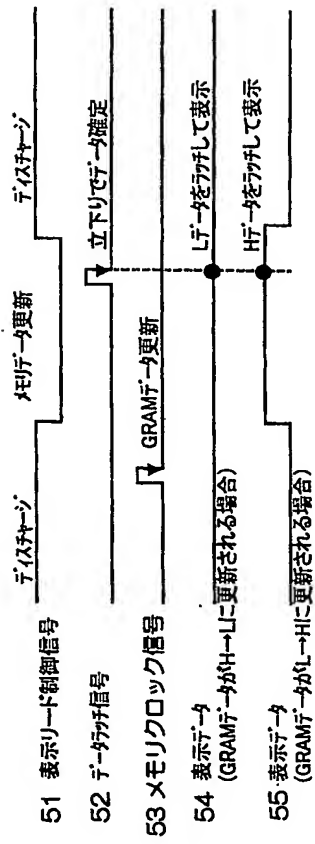 ディスチャージ メモリデータ更新 ディスチャージ
51 表示リード制御信号
立下りでデータ確定
52 データラッチ信号
GRAMデータ更新
53 メモリクロック信号
Lデータをラッチして表示
54 表示データ
(GRAMデータがH→Lに更新される場合)
Hデータをラッチして表示
55 表示データ
(GRAMデータがL→Hに更新される場合)